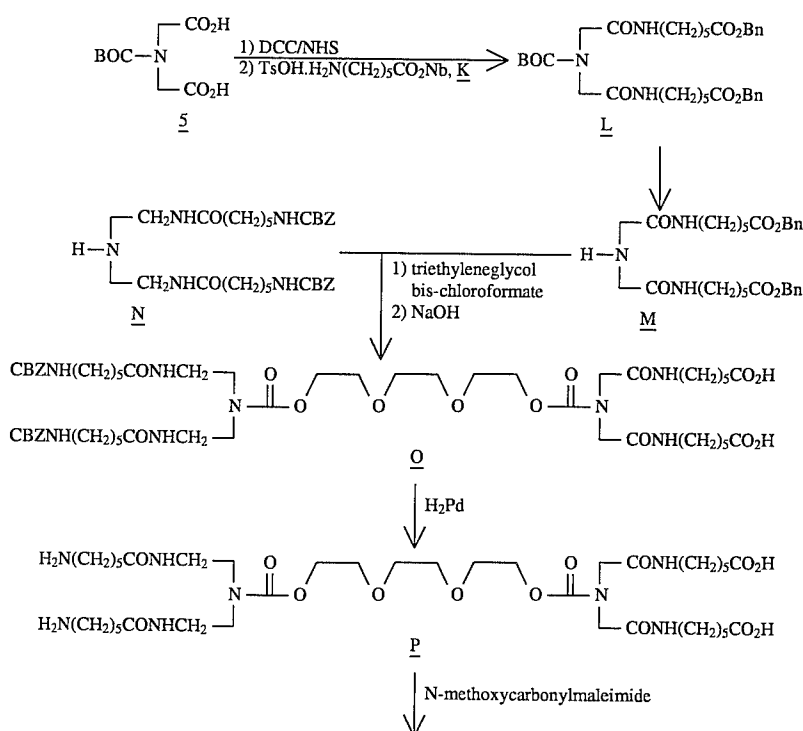 CO₂H
BOC—N
CO₂H
5
1) DCC/NHS
2) TsOH.H₂N(CH₂)₅CO₂Nb, K
CONH(CH₂)₅CO₂Bn
BOC—N
CONH(CH₂)₅CO₂Bn
L
CH₂NHCO(CH₂)₅NHCBZ
H—N
CH₂NHCO(CH₂)₅NHCBZ
N
1) triethyleneglycol
bis-chloroformate
2) NaOH
CONH(CH₂)₅CO₂Bn
H—N
CONH(CH₂)₅CO₂Bn
M
CBZNH(CH₂)₅CONHCH₂
O O
CONH(CH₂)₅CO₂H
N O O O O N
CBZNH(CH₂)₅CONHCH₂
CONH(CH₂)₅CO₂H
O
H₂Pd
H₂N(CH₂)₅CONHCH₂
O O
CONH(CH₂)₅CO₂H
N O O O O N
H₂N(CH₂)₅CONHCH₂
CONH(CH₂)₅CO₂H
P
N-methoxycarbonylmaleimide